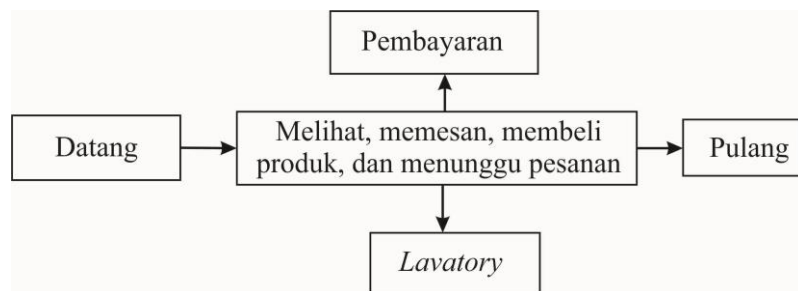 Pembayaran
Datang
Melihat, memesan, membeli
produk, dan menunggu pesanan
Pulang
Lavatory